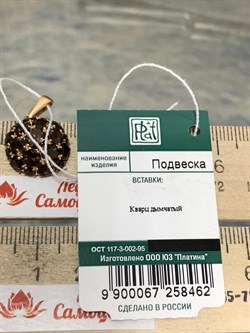 Plat
наименование
изделия
Подвеска
ВСТАВКИ:
Кварц дымчатый
ОСТ 117-3-002-95
Изготовлено ООО ЮЗ "Платина"
9 900067 258462
СДЕЛАНО В РОССИИ